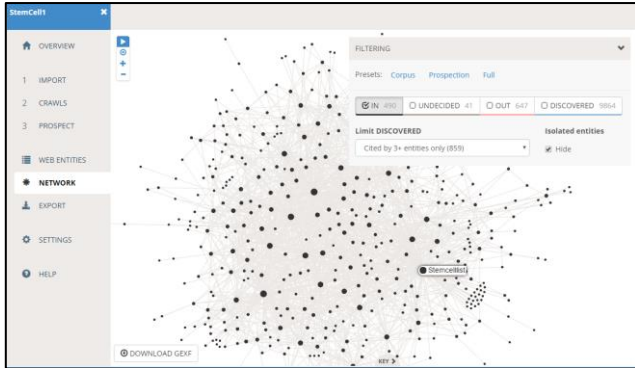 StemCell1
OVERVIEW
1 IMPORT
2 CRAWLS
3 PROSPECT
WEB ENTITIES
NETWORK
EXPORT
SETTINGS
HELP
FILTERING
Presets: Corpus Prospection Full
IN 490 UNDECIDED 41 OUT 647 DISCOVERED 9864
Limit DISCOVERED Isolated entities
Cited by 3+ entities only (859) Hide
DOWNLOAD GEXF
KEY